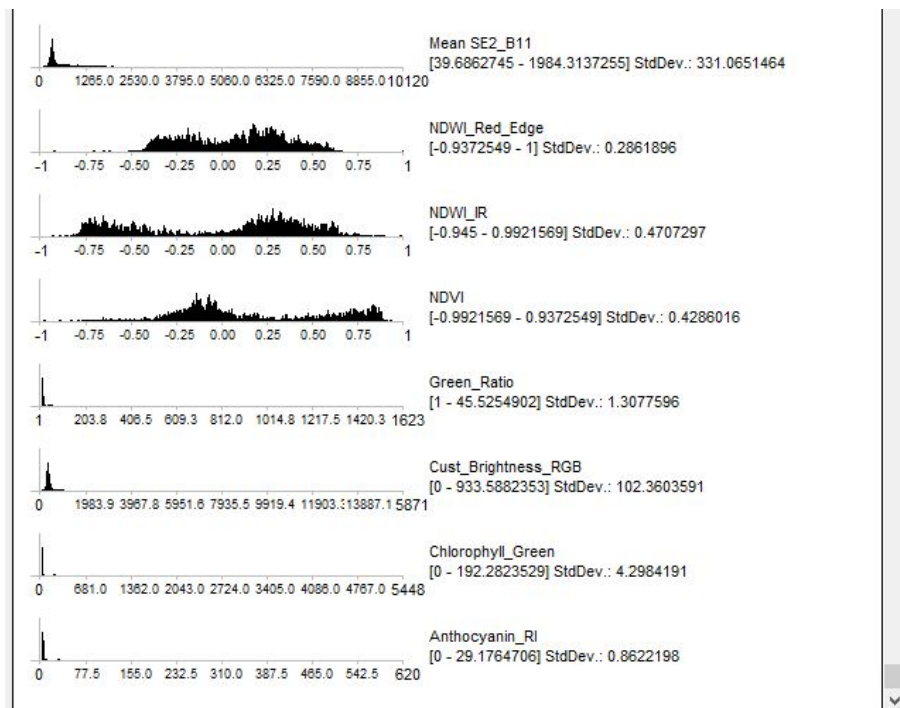 Mean SE2_B11
[39.6862745 - 1984.3137255] StdDev.: 331.0651464
0 1265.0 2530.0 3795.0 5060.0 6325.0 7590.0 8855.0 10120
NDWI_Red_Edge
[-0.9372549 - 1] StdDev.: 0.2861896
-1 -0.75 -0.50 -0.25 0.00 0.25 0.50 0.75 1
NDWI_IR
[-0.945 - 0.9921569] StdDev.: 0.4707297
-1 -0.75 -0.50 -0.25 0.00 0.25 0.50 0.75 1
NDVI
[-0.9921569 - 0.9372549] StdDev.: 0.4286016
-1 -0.75 -0.50 -0.25 0.00 0.25 0.50 0.75 1
Green_Ratio
[1 - 45.5254902] StdDev.: 1.3077596
1 203.8 406.5 609.3 812.0 1014.8 1217.5 1420.3 1623
Cust_Brightness_RGB
[0 - 933.5882353] StdDev.: 102.3603591
0 1983.9 3967.8 5951.6 7935.5 9919.4 11903.3 13887.1 5871
Chlorophyll_Green
[0 - 192.2823529] StdDev.: 4.2984191
0 681.0 1362.0 2043.0 2724.0 3405.0 4086.0 4767.0 5448
Anthocyanin_RI
[0 - 29.1764706] StdDev.: 0.8622198
0 77.5 155.0 232.5 310.0 387.5 465.0 542.5 620